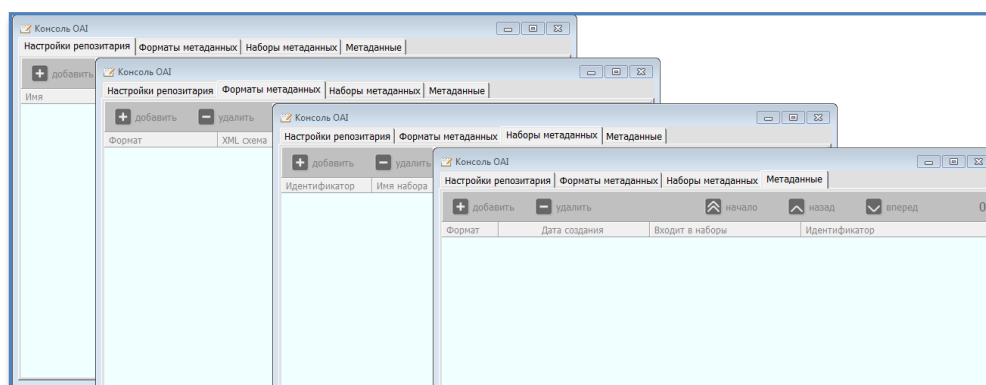 Консоль OAI
Настройки репозитария Форматы метаданных Наборы метаданных Метаданные
добавить
Имя
Консоль OAI
Настройки репозитария Форматы метаданных Наборы метаданных Метаданные
добавить удалить
Формат XML схема
Консоль OAI
Настройки репозитария Форматы метаданных Наборы метаданных Метаданные
добавить удалить
Идентификатор Имя набора
Консоль OAI
Настройки репозитария Форматы метаданных Наборы метаданных Метаданные
добавить удалить начало назад вперед 0
Формат Дата создания Входит в наборы Идентификатор